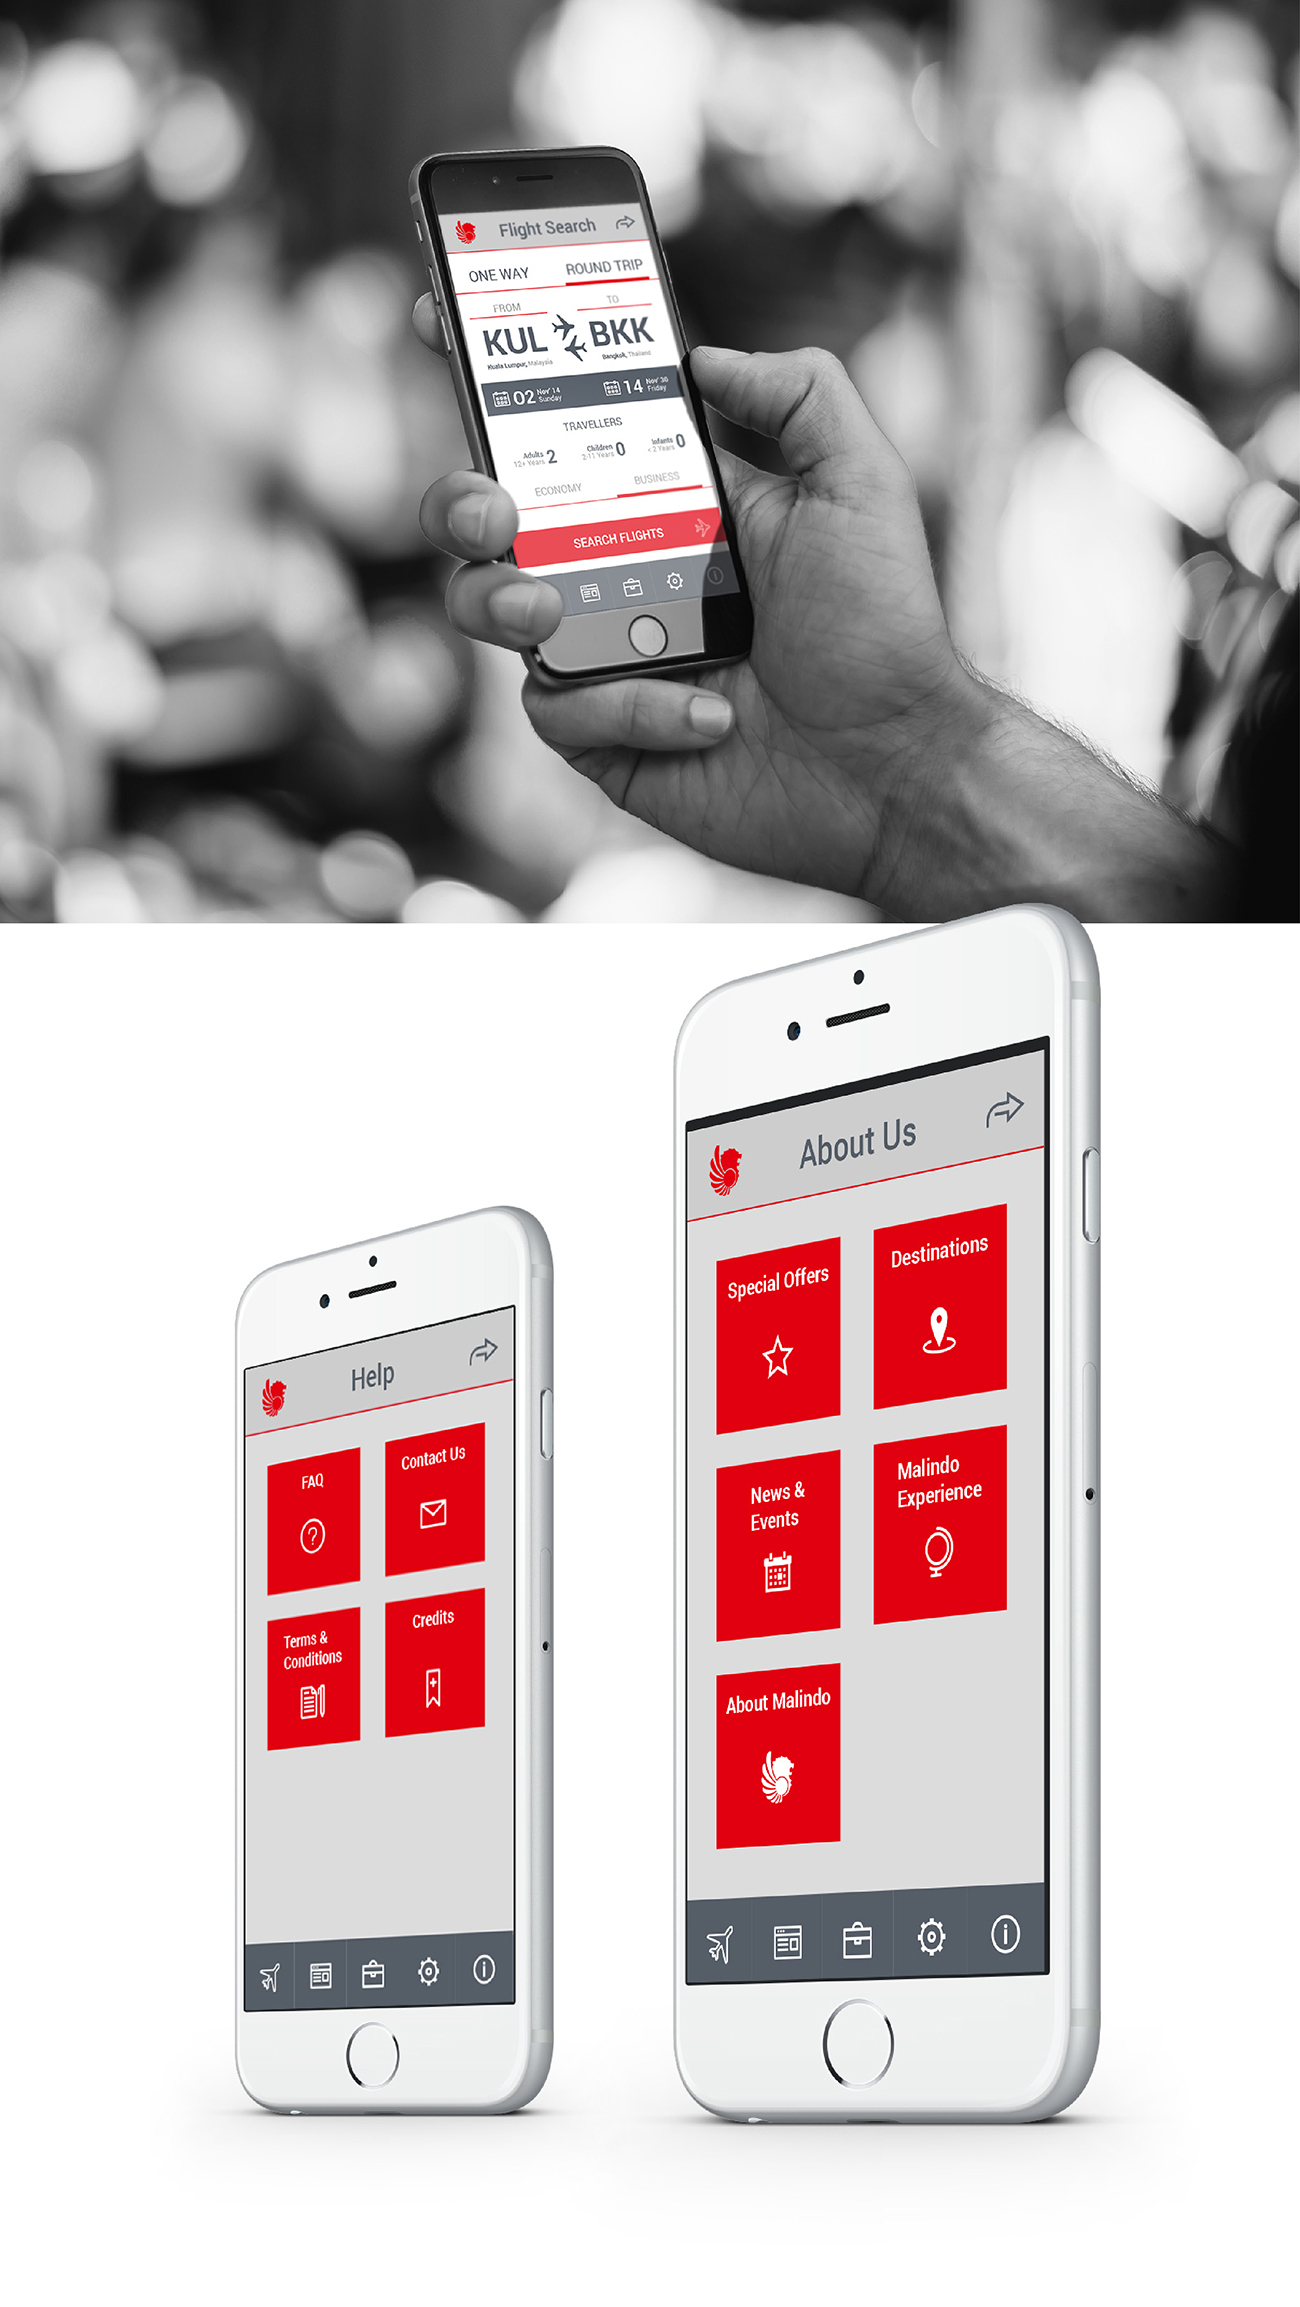 Flight Search
ONE WAY
ROUND TRIP
FROM
TO
KUL
BKK
Kuala Lumpur, Malaysia
Bangkok, Thailand
02 Nov' 14
Sunday
14 Nov' 30
Friday
TRAVELLERS
Adults
12+ Years
2
Children
2-11 Years
0
Infants
< 2 Years
0
ECONOMY
BUSINESS
SEARCH FLIGHTS
About Us
Special Offers
Destinations
News &
Events
Malindo
Experience
About Malindo
Help
FAQ
Contact Us
Terms &
Conditions
Credits